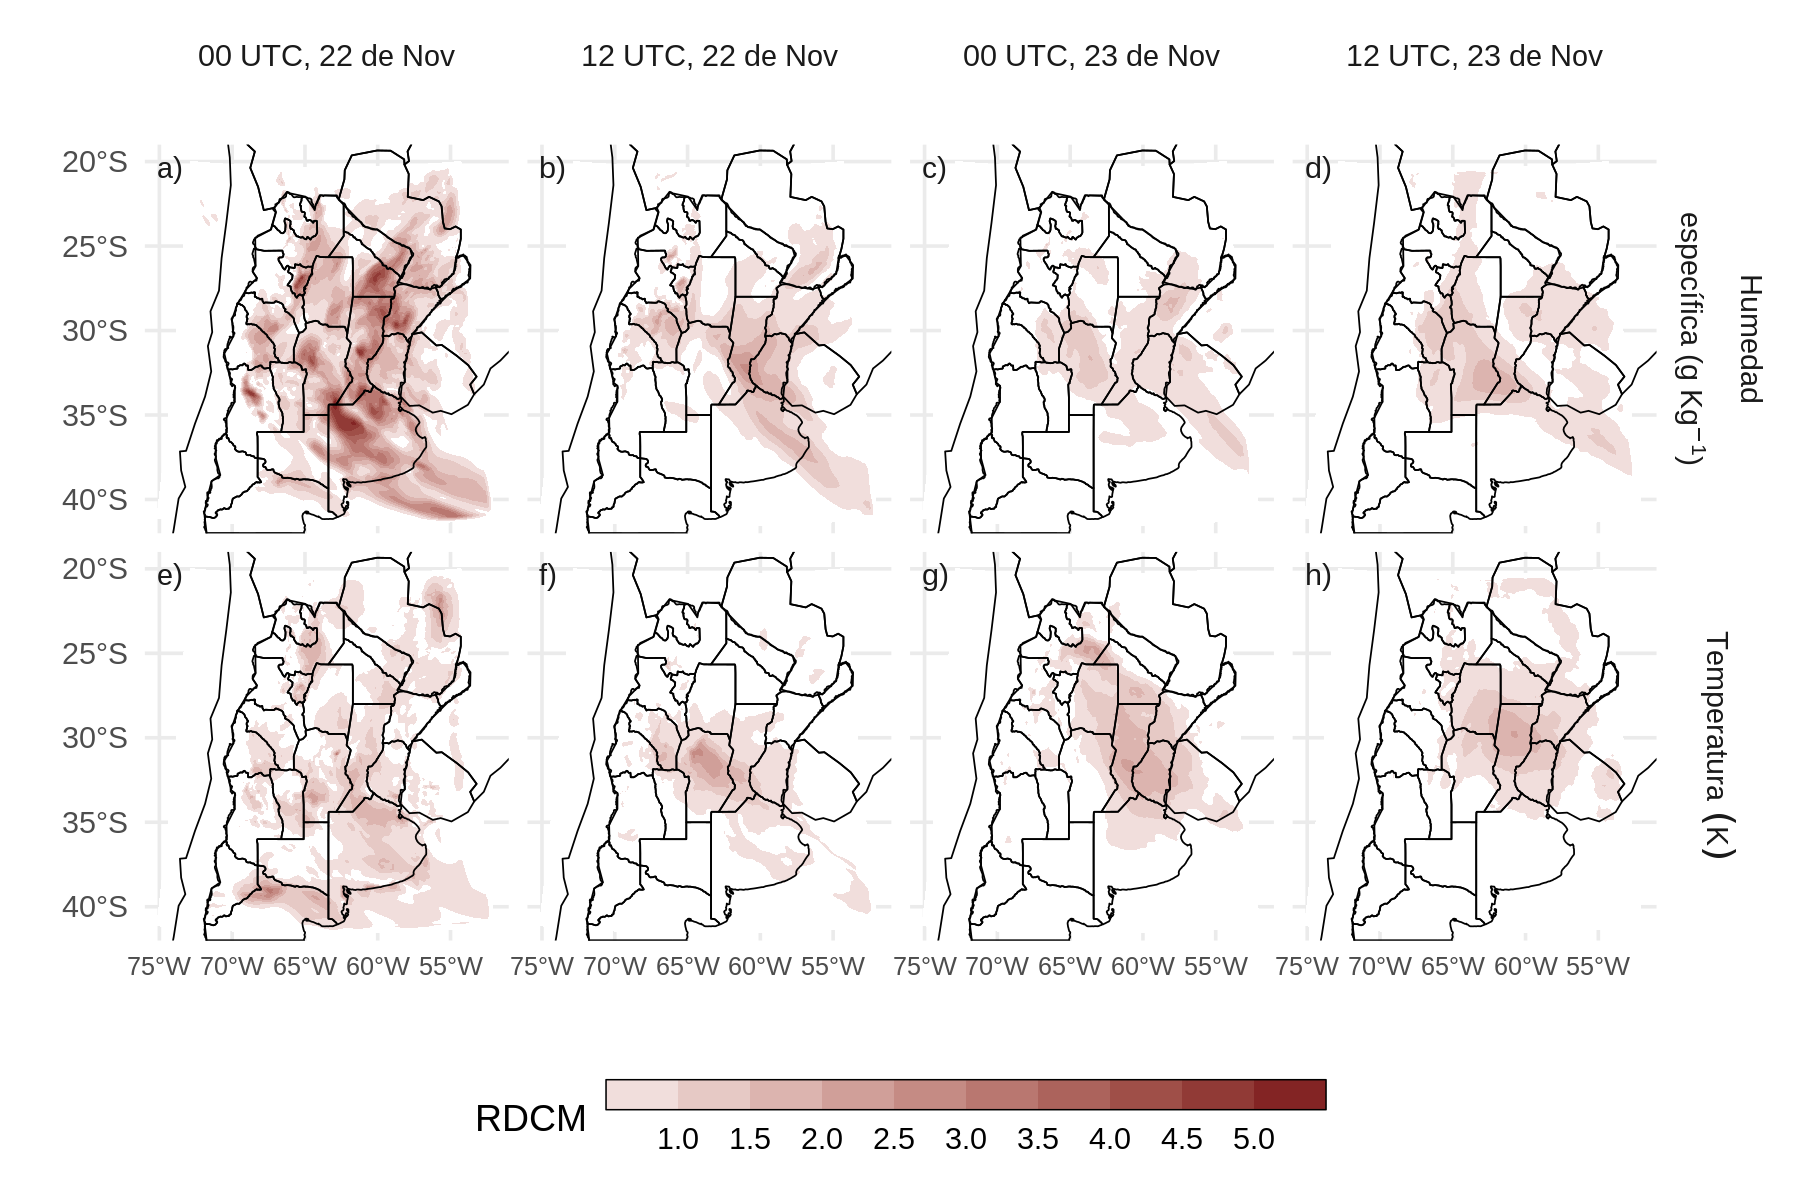 00 UTC, 22 de Nov
12 UTC, 22 de Nov
00 UTC, 23 de Nov
12 UTC, 23 de Nov
a)
b)
c)
d)
20°S
25°S
30°S
35°S
40°S
Humedad
específica (g Kg⁻¹)
e)
f)
g)
h)
20°S
25°S
30°S
35°S
40°S
Temperatura (K)
75°W 70°W 65°W 60°W 55°W
75°W 70°W 65°W 60°W 55°W
75°W 70°W 65°W 60°W 55°W
75°W 70°W 65°W 60°W 55°W
RDCM
1.0 1.5 2.0 2.5 3.0 3.5 4.0 4.5 5.0